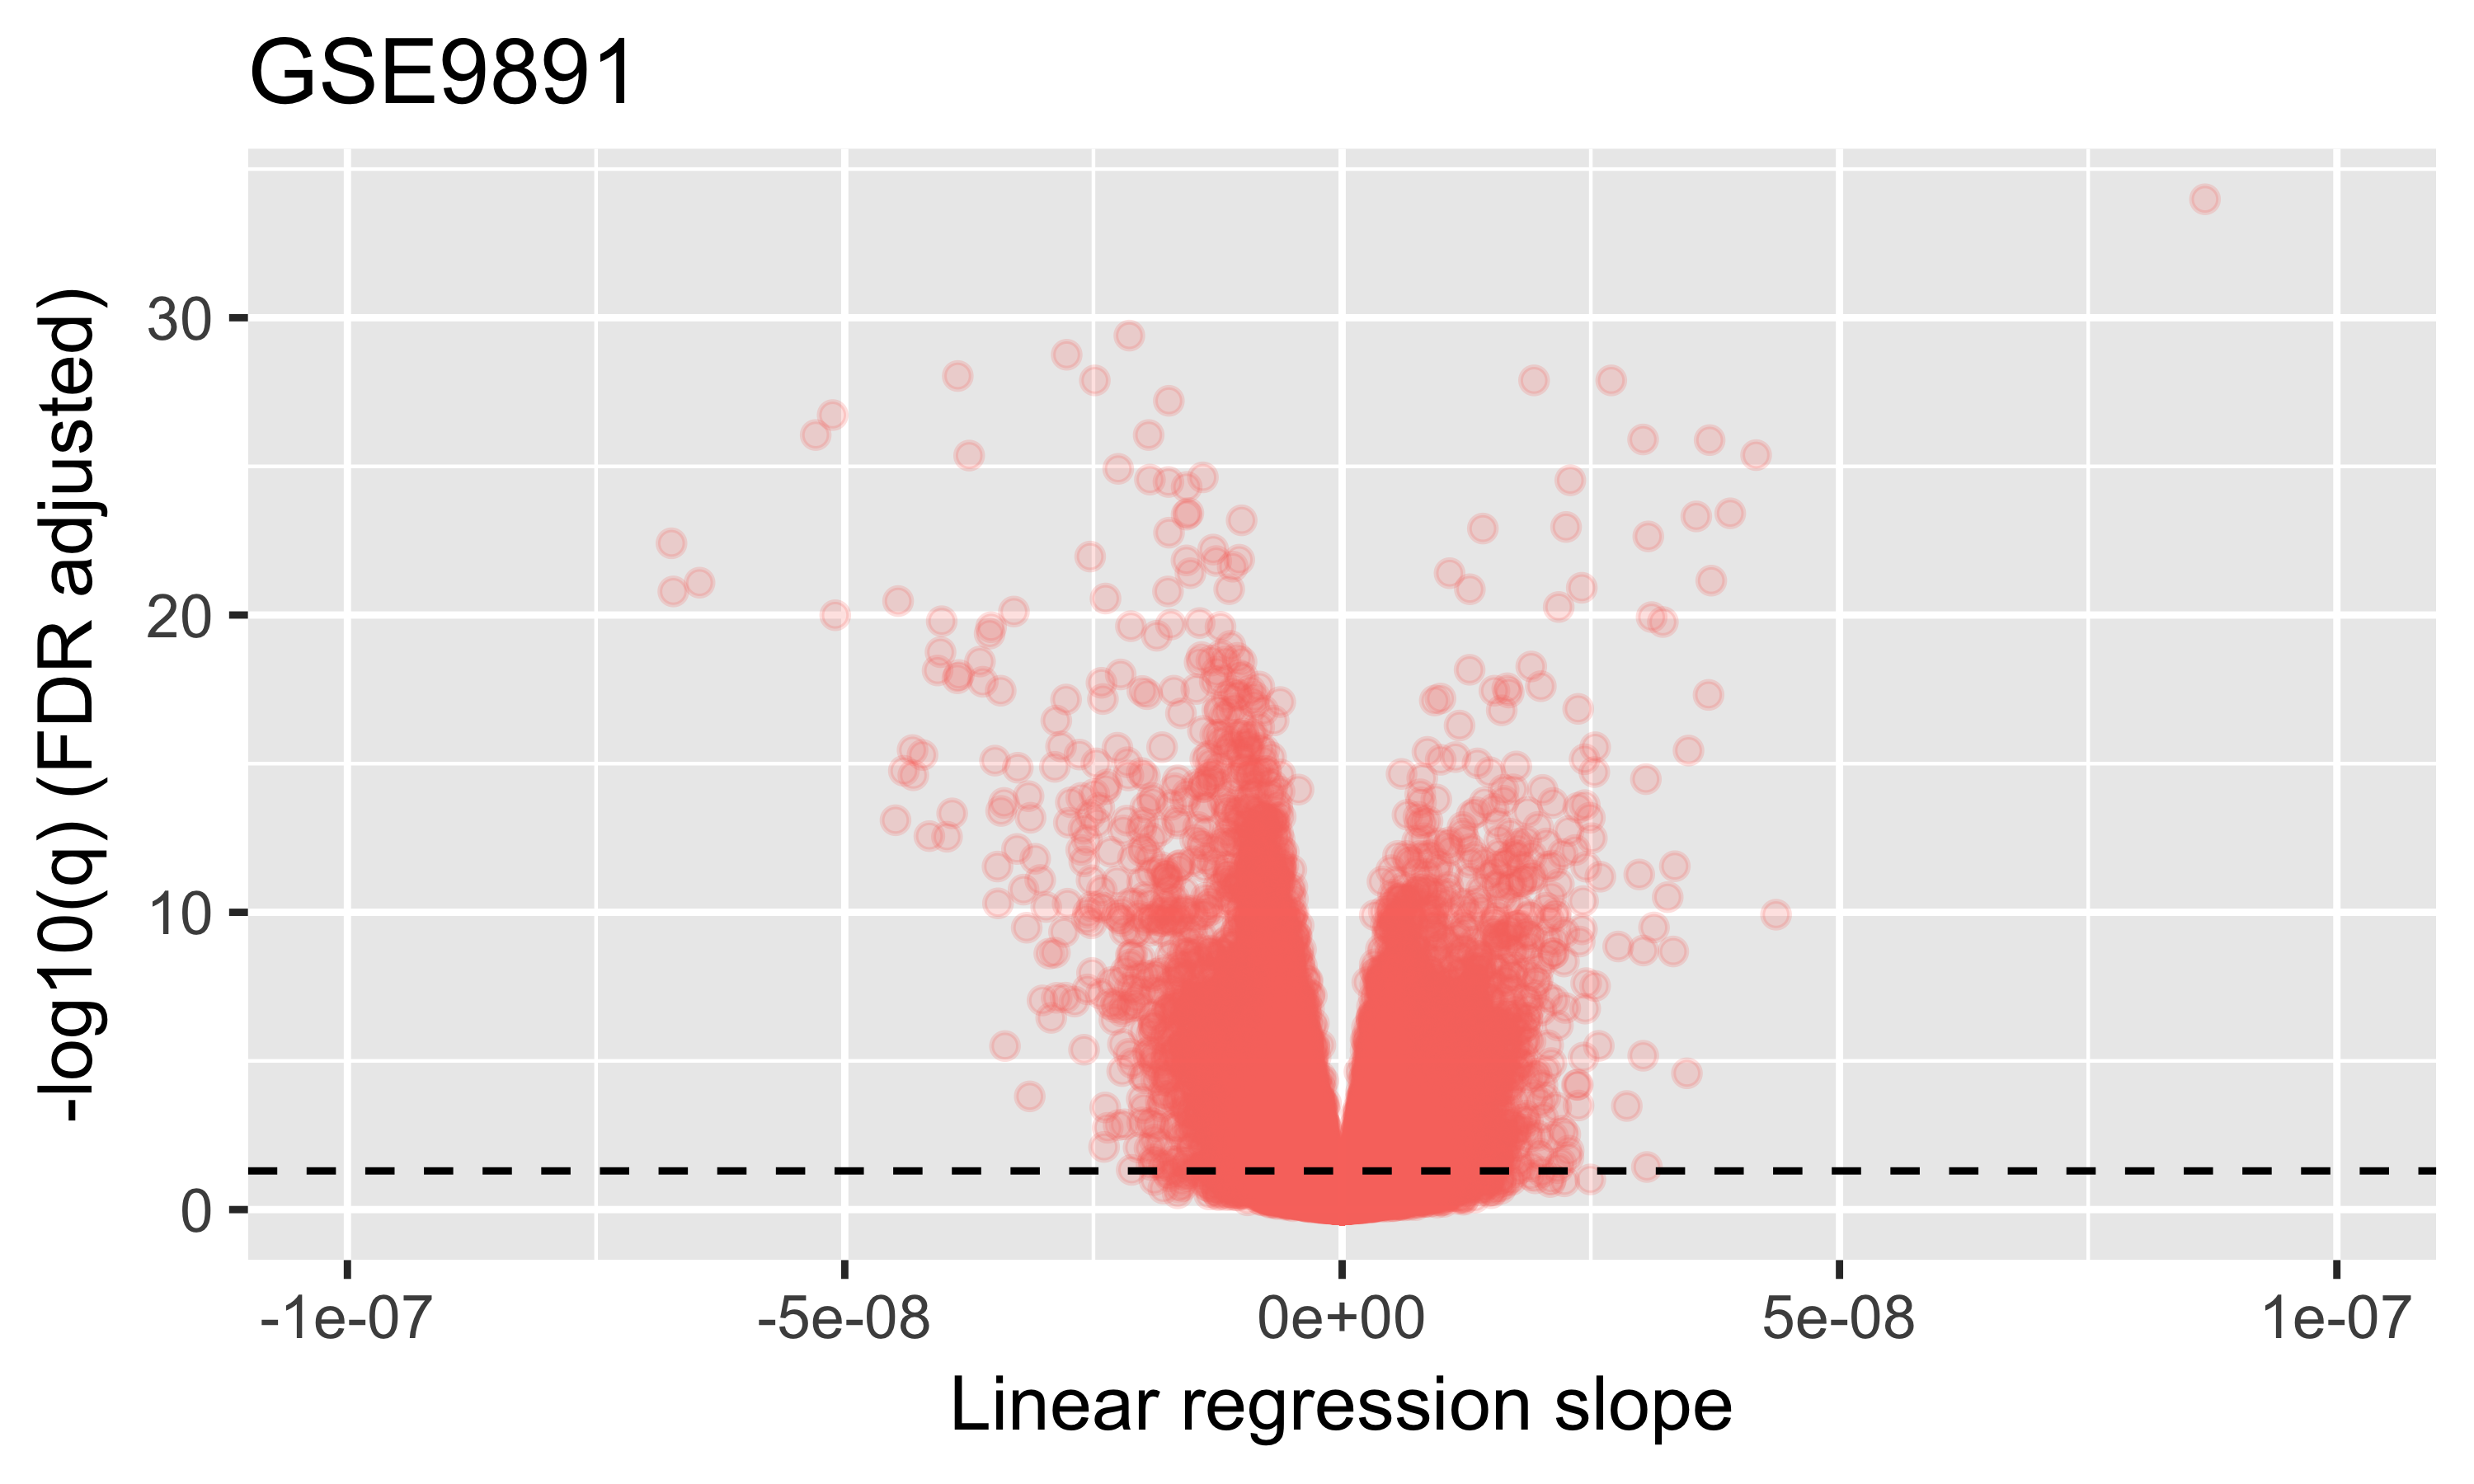 GSE9891
-log10(q) (FDR adjusted)
30
20
10
0
-1e-07
-5e-08
0e+00
5e-08
1e-07
Linear regression slope